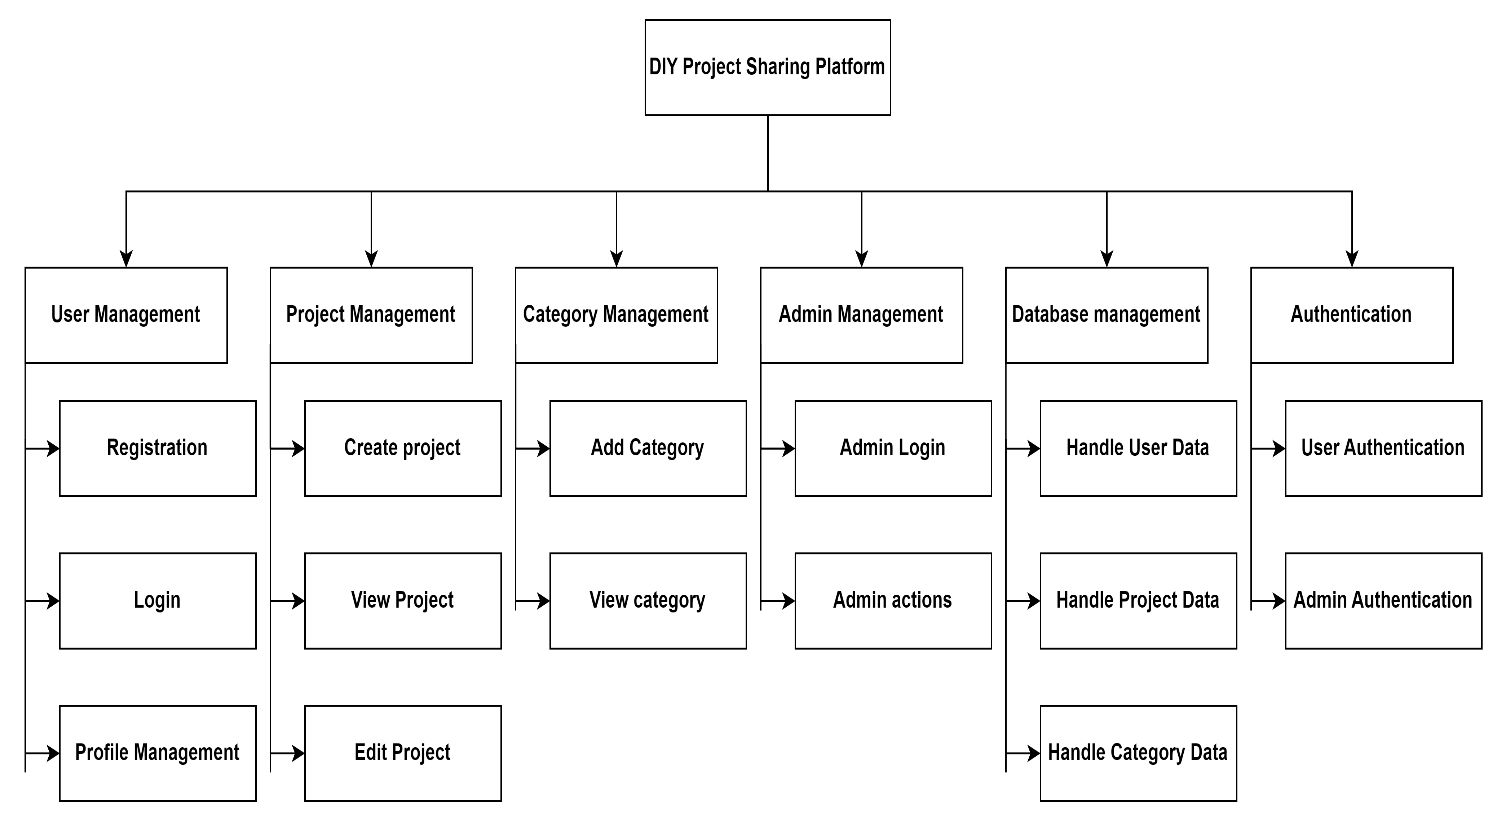 DIY Project Sharing Platform
User Management
Project Management
Category Management
Admin Management
Database management
Authentication
Registration
Create project
Add Category
Admin Login
Handle User Data
User Authentication
Login
View Project
View category
Admin actions
Handle Project Data
Admin Authentication
Profile Management
Edit Project
Handle Category Data